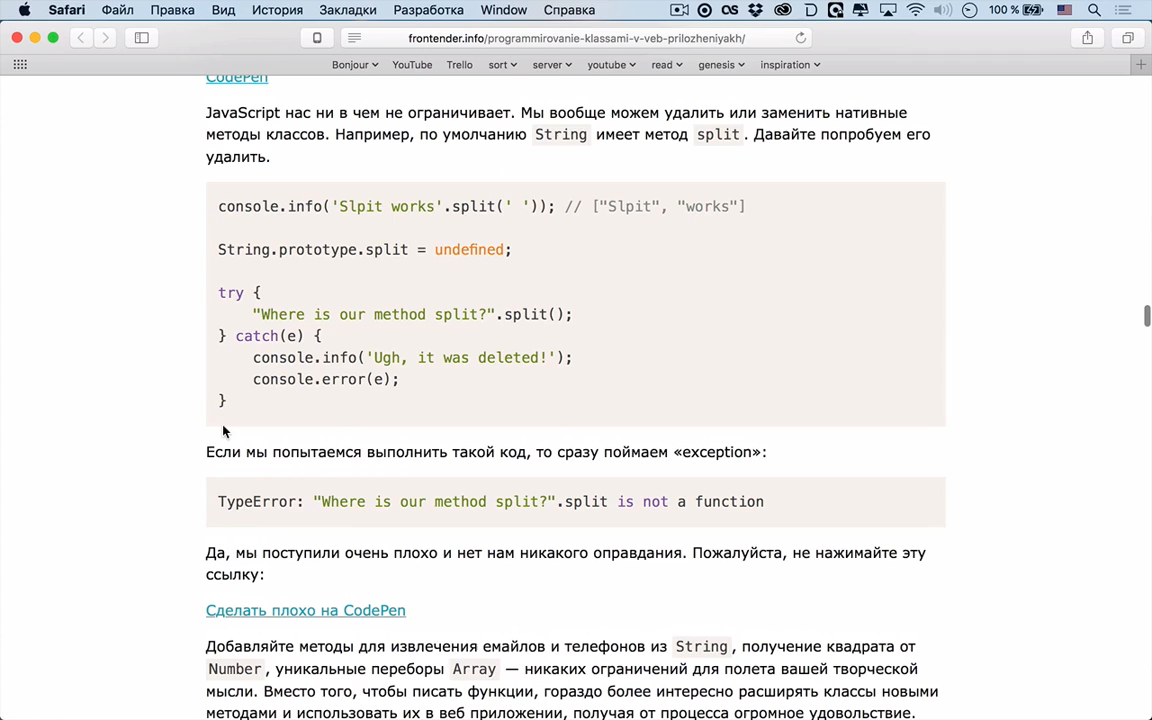 Safari Файл Правка Вид История Закладки Разработка Window Справка 100 %
frontender.info/programmirovanie-klassami-v-veb-prilozheniyakh/
Bonjour YouTube Trello sort server youtube read genesis inspiration
CodePen
JavaScript нас ни в чем не ограничивает. Мы вообще можем удалить или заменить нативные
методы классов. Например, по умолчанию String имеет метод split. Давайте попробуем его
удалить.
console.info('Slpit works'.split(' ')); // ["Slpit", "works"]
String.prototype.split = undefined;
try {
"Where is our method split?".split();
} catch(e) {
console.info('Ugh, it was deleted!');
console.error(e);
}
Если мы попытаемся выполнить такой код, то сразу поймаем «exception»:
TypeError: "Where is our method split?".split is not a function
Да, мы поступили очень плохо и нет нам никакого оправдания. Пожалуйста, не нажимайте эту
ссылку:
Сделать плохо на CodePen
Добавляйте методы для извлечения емайлов и телефонов из String, получение квадрата от
Number, уникальные переборы Array — никаких ограничений для полета вашей творческой
мысли. Вместо того, чтобы писать функции, гораздо более интересно расширять классы новыми
методами и использовать их в веб приложении, получая от процесса огромное удовольствие.